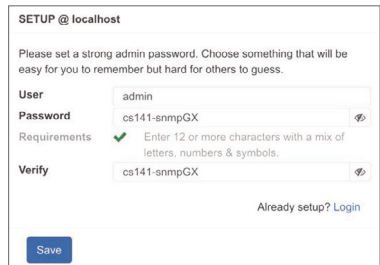 SETUP @ localhost
Please set a strong admin password. Choose something that will be
easy for you to remember but hard for others to guess.
User admin
Password cs141-snmpGX
Requirements Enter 12 or more characters with a mix of
letters, numbers & symbols.
Verify cs141-snmpGX
Already setup? Login
Save